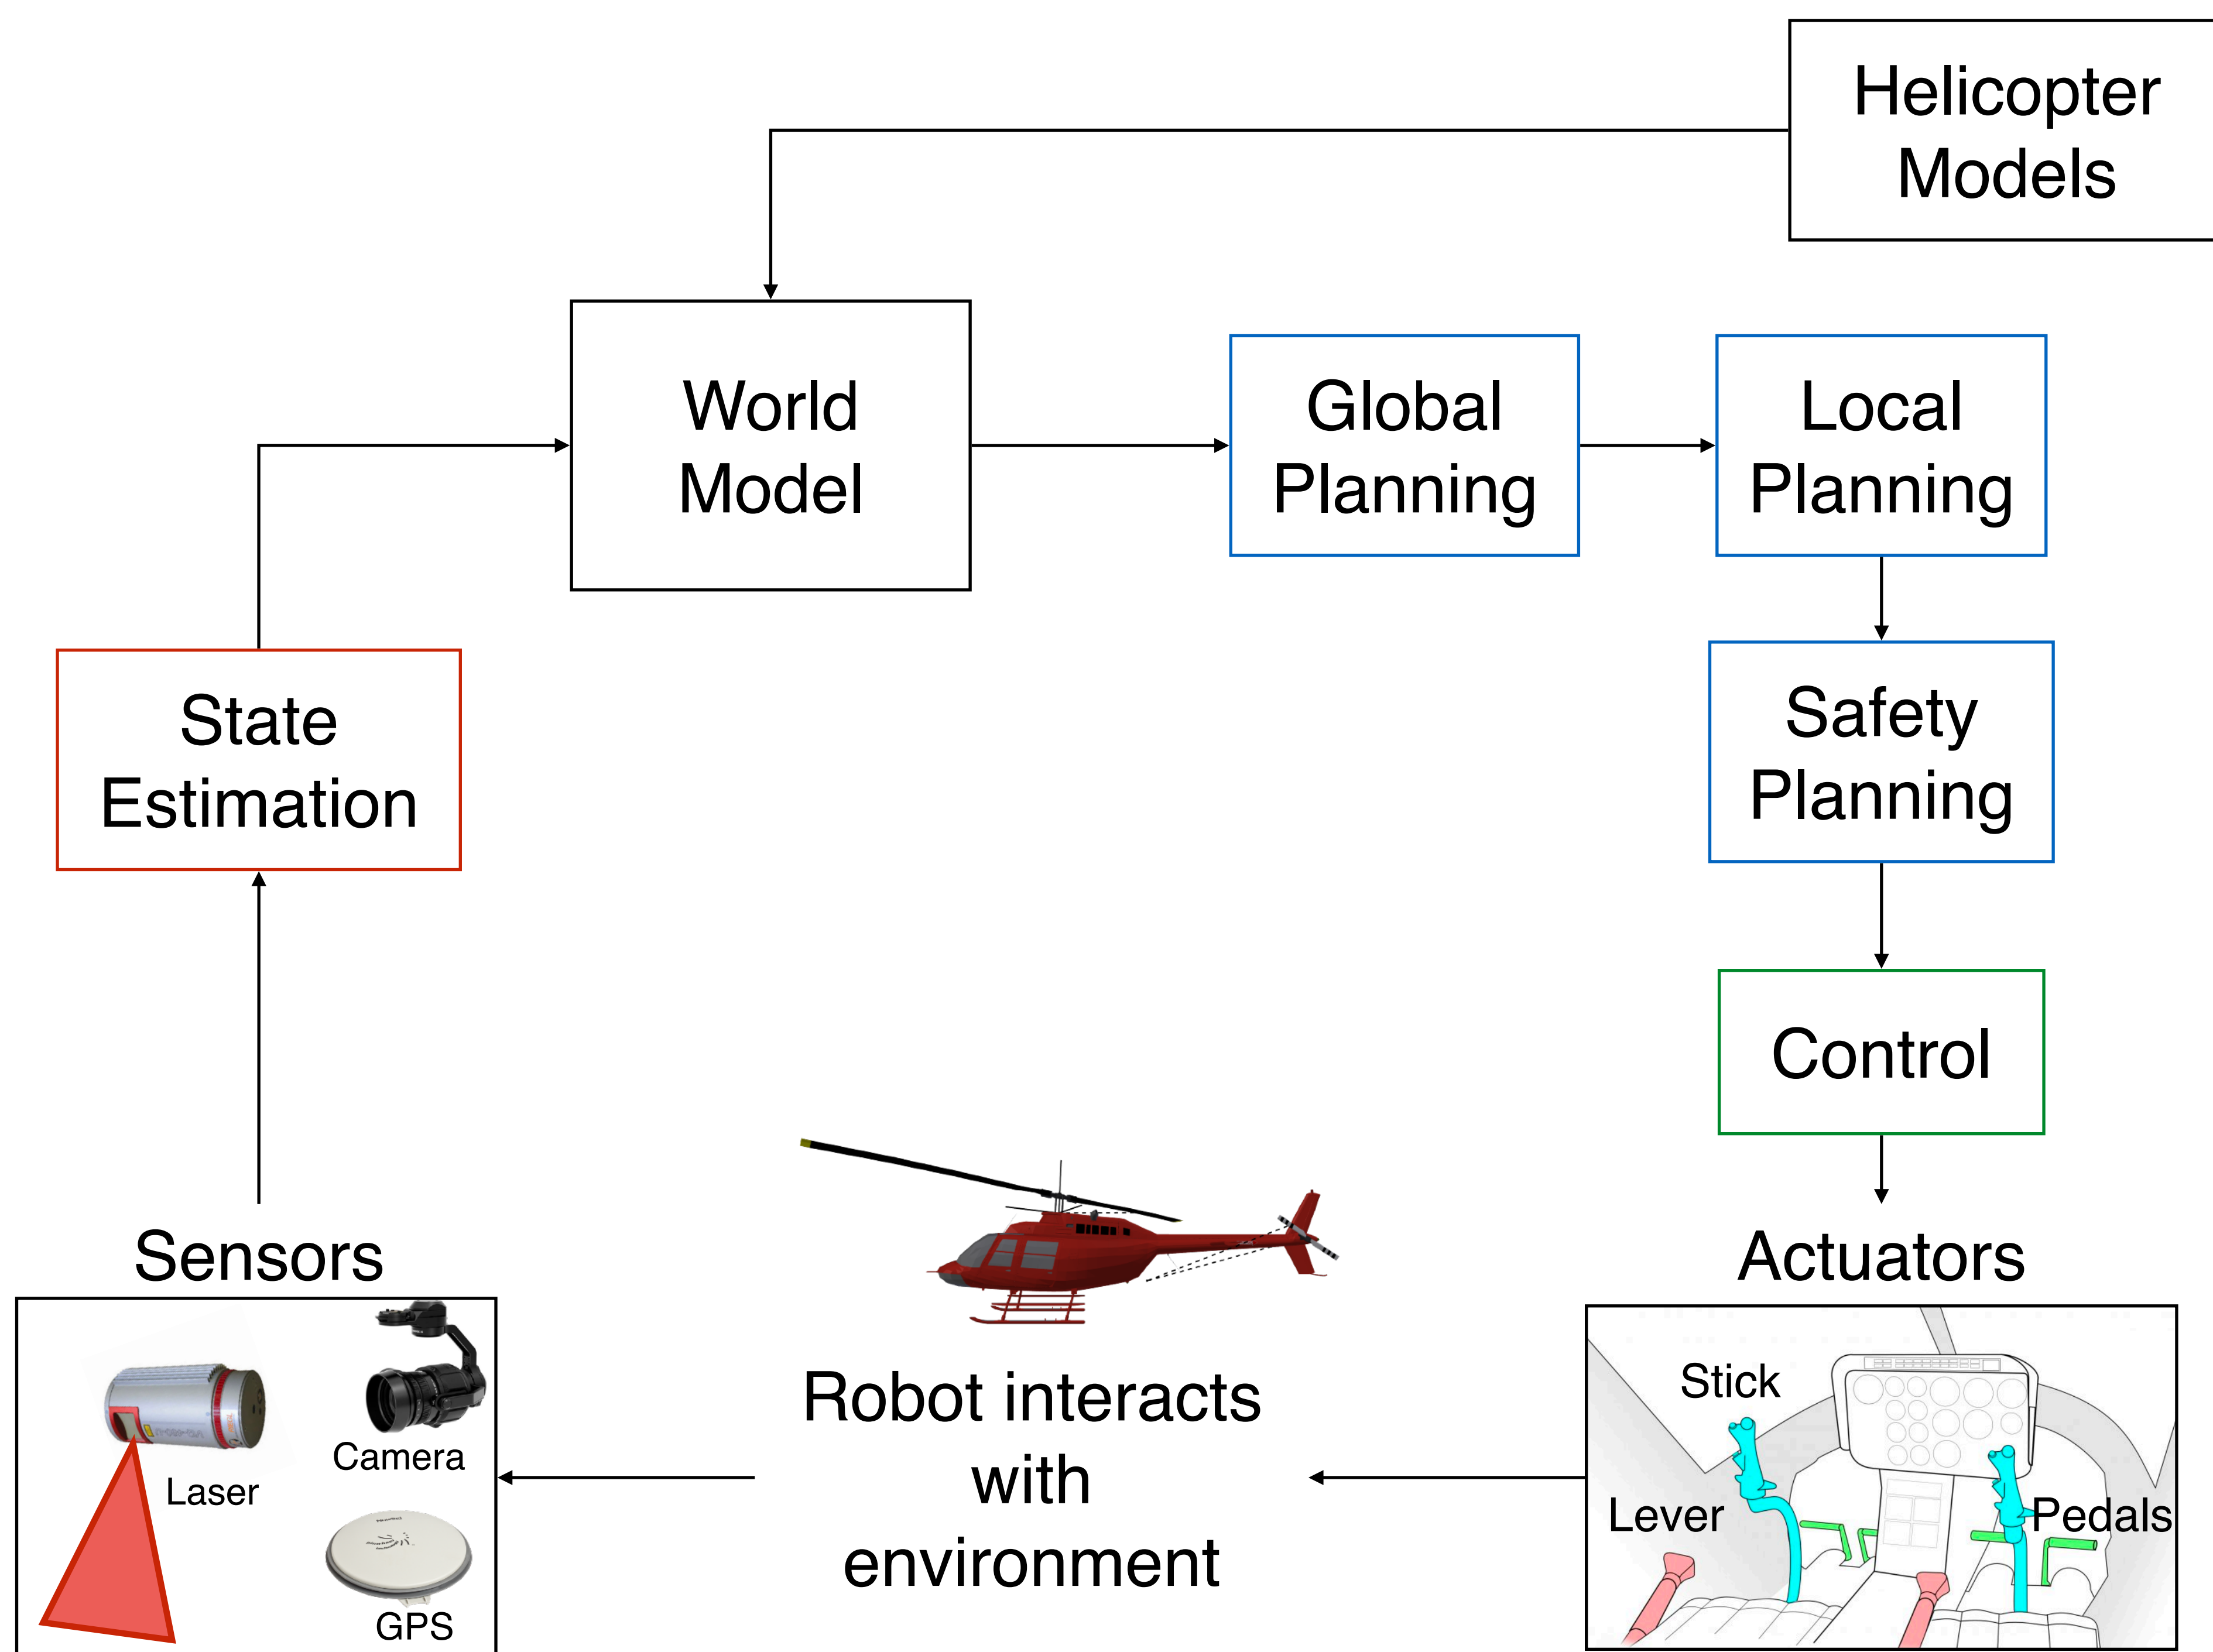 Helicopter
Models
World
Model
Global
Planning
Local
Planning
State
Estimation
Safety
Planning
Control
Sensors
Actuators
Camera
Laser
GPS
Robot interacts
with
environment
Stick
Lever
Pedals